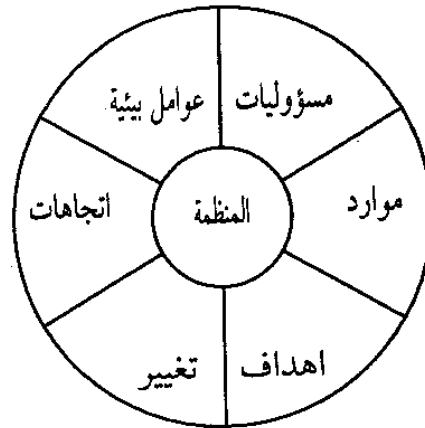 مسؤوليات
عوامل بيئية
موارد
المنظمة
اتجاهات
اهداف
تغيير